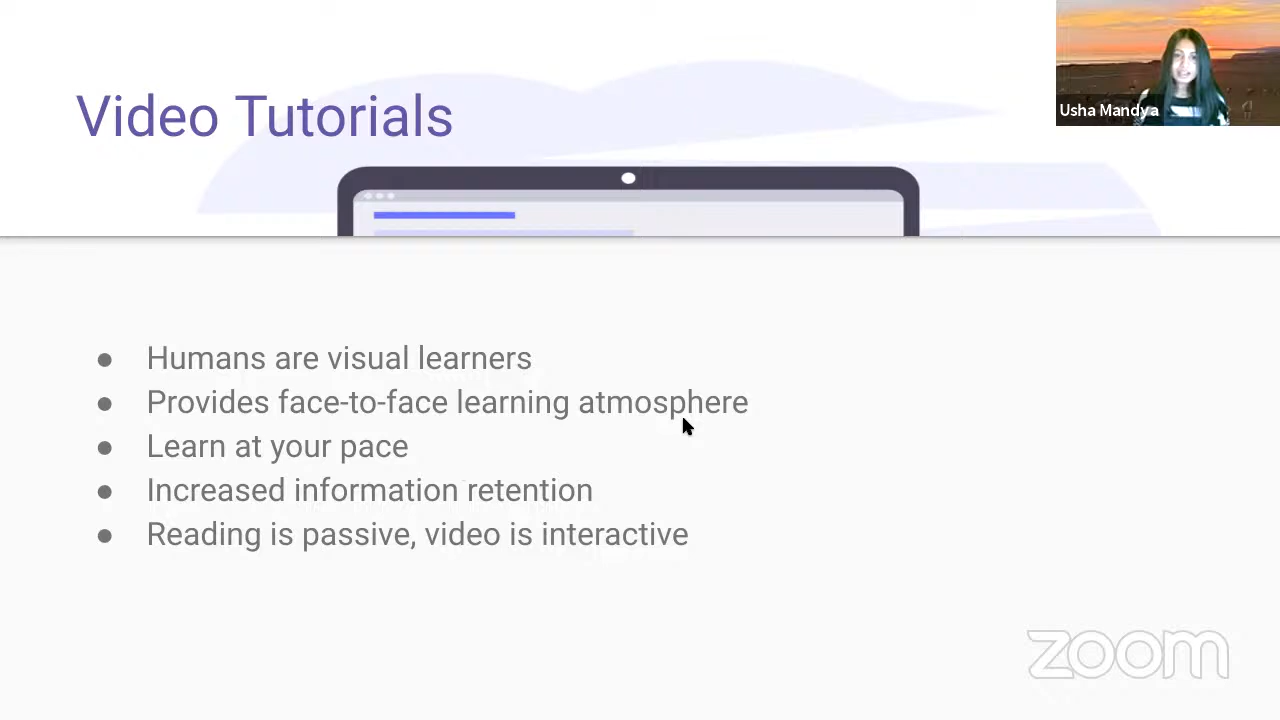 Video Tutorials
Usha Mandya
● Humans are visual learners
● Provides face-to-face learning atmosphere
● Learn at your pace
● Increased information retention
● Reading is passive, video is interactive
zoom